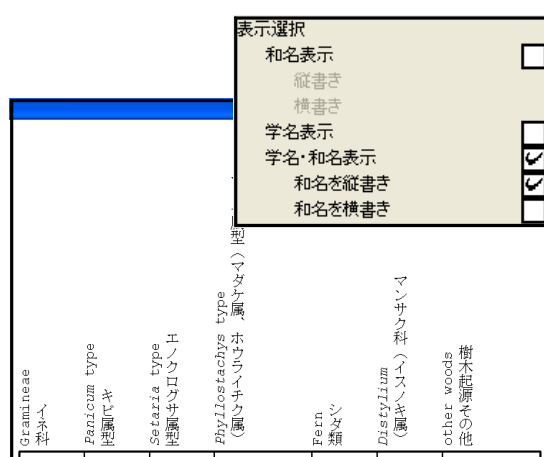 表示選択
和名表示
縦書き
横書き
学名表示
学名・和名表示
和名を縦書き
和名を横書き
Gramineae
イネ科
Panicum type
キビ属型
Setaria type
エノコログサ属型
Phyllostachys type
属型（マダケ属、ホウライチク属）
Fern
シダ類
Distylium
マンサク科（イスノキ属）
other woods
樹木起源その他